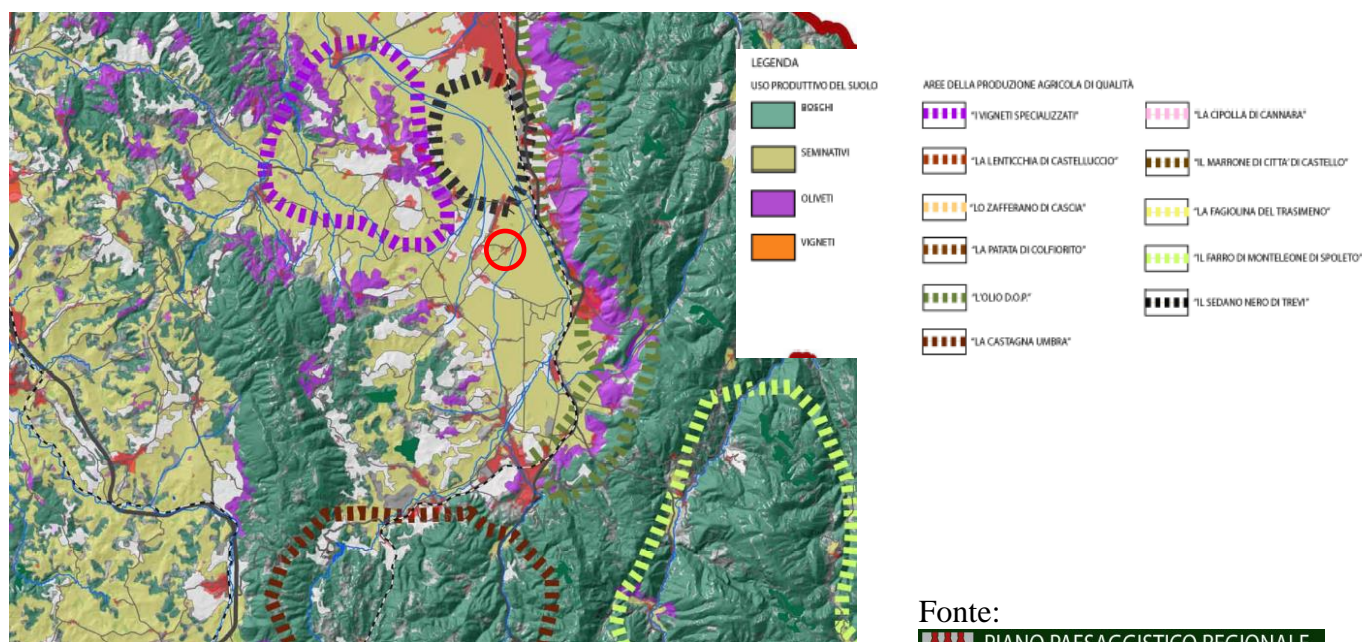 LEGENDA
USO PRODUTTIVO DEL SUOLO
BOSCHI
SEMINATIVI
OLIVETI
VIGNETI
AREE DELLA PRODUZIONE AGRICOLA DI QUALITÀ
"I VIGNETI SPECIALIZZATI"
"LA LENTICCHIA DI CASTELLUCCIO"
"LO ZAFFERANO DI CASCIA"
"LA PATATA DI COLFIORITO"
"L'OLIO D.O.P."
"LA CASTAGNA UMBRA"
"LA CIPOLLA DI CANNARA"
"IL MARRONE DI CITTA' DI CASTELLO"
"LA FAGIOLINA DEL TRASIMENO"
"IL FARRO DI MONTELEONE DI SPOLETO"
"IL SEDANO NERO DI TREVI"
Fonte:
PIANO PAESAGGISTICO REGIONALE